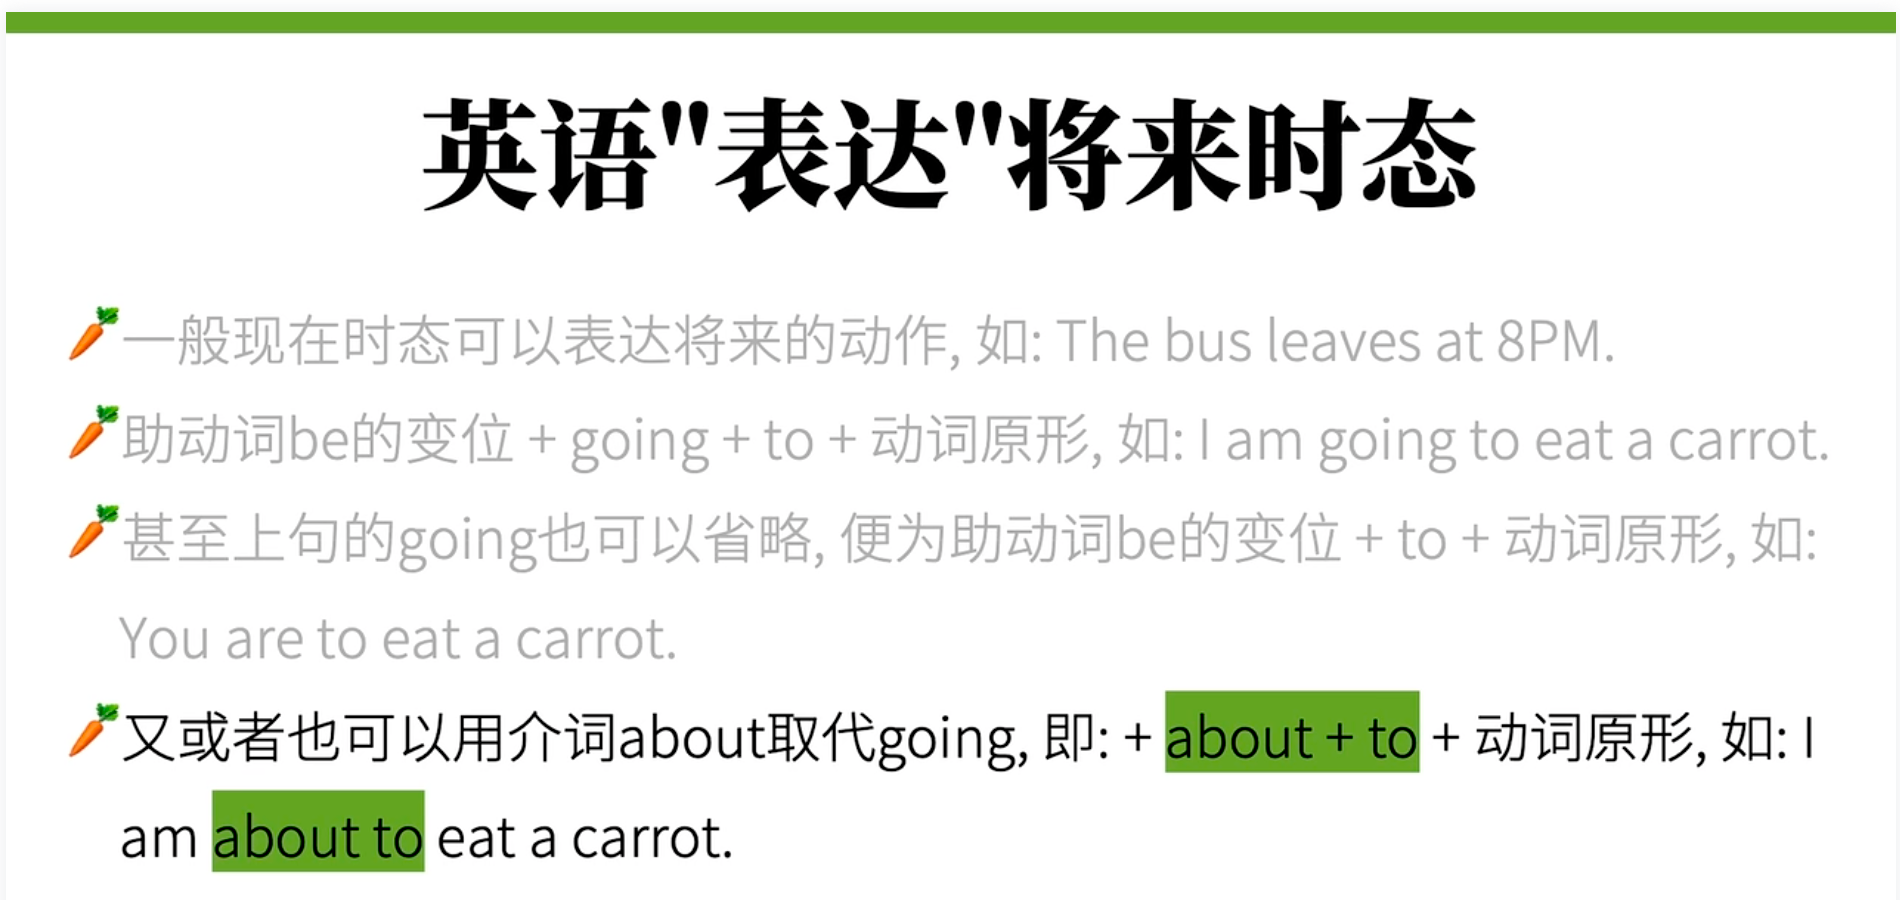 英语"表达"将来时态
一般现在时态可以表达将来的动作, 如: The bus leaves at 8PM.
助动词be的变位 + going + to + 动词原形, 如: I am going to eat a carrot.
甚至上句的going也可以省略, 便为助动词be的变位 + to + 动词原形, 如:
You are to eat a carrot.
又或者也可以用介词about取代going, 即: + about + to + 动词原形, 如: I
am about to eat a carrot.